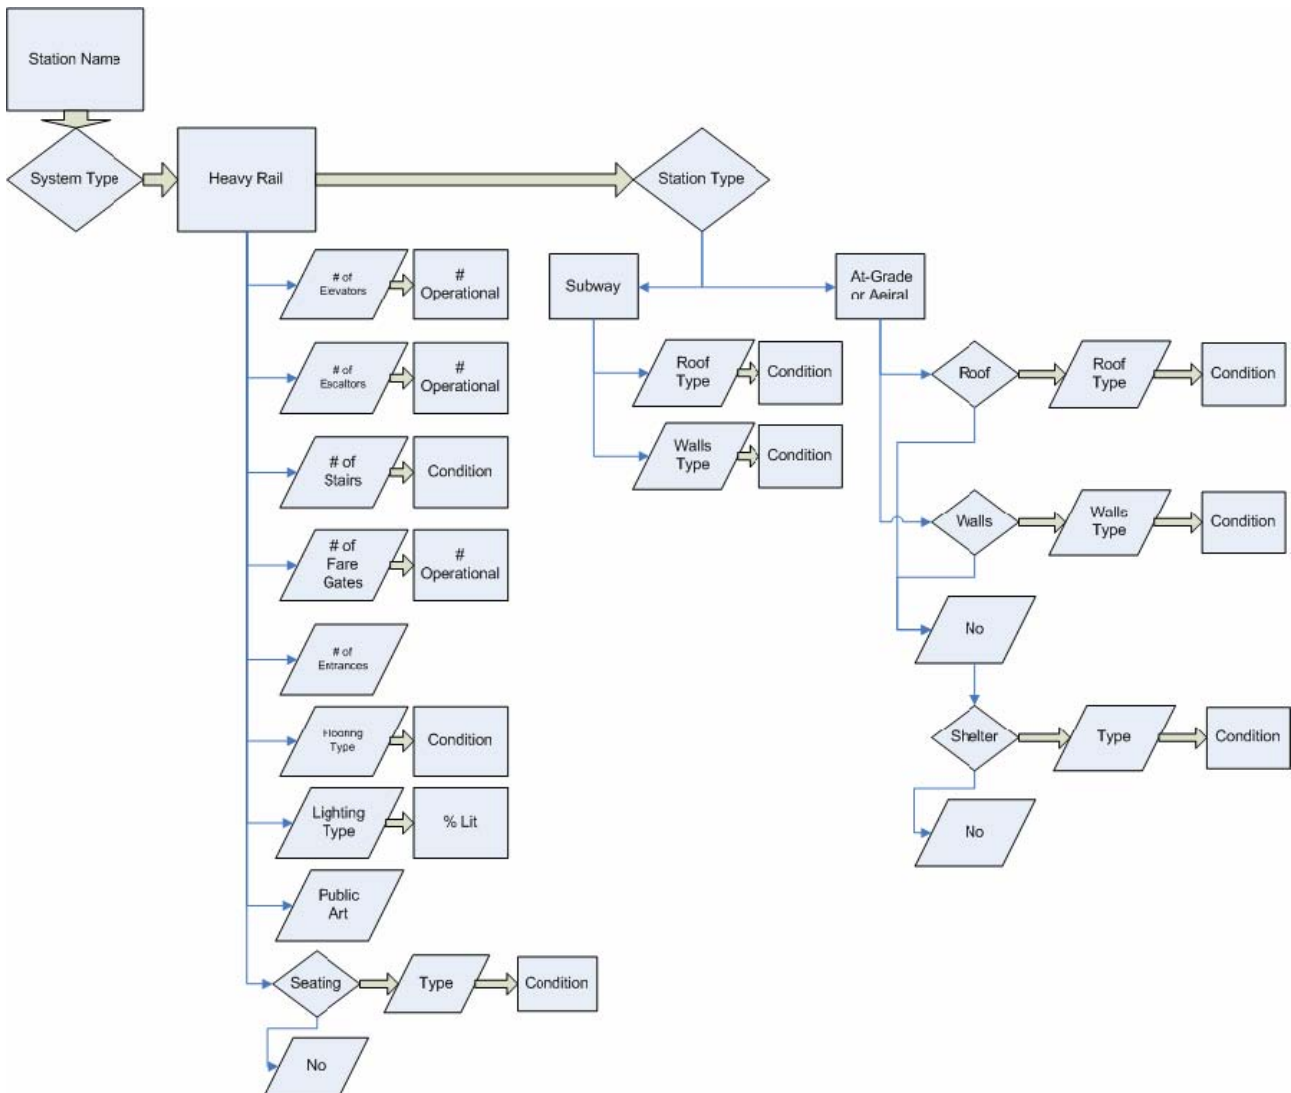 Station Name
System Type
Heavy Rail
Station Type
# of
Elevators
#
Operational
Subway
At-Grade
or Aeiral
# of
Escaltors
#
Operational
Roof
Type
Condition
Roof
Roof
Type
Condition
# of
Stairs
Condition
Walls
Type
Condition
Walls
Walls
Type
Condition
# of
Fare
Gates
#
Operational
# of
Entrances
No
Flooring
Type
Condition
Shelter
Type
Condition
Lighting
Type
% Lit
No
Public
Art
Seating
Type
Condition
No